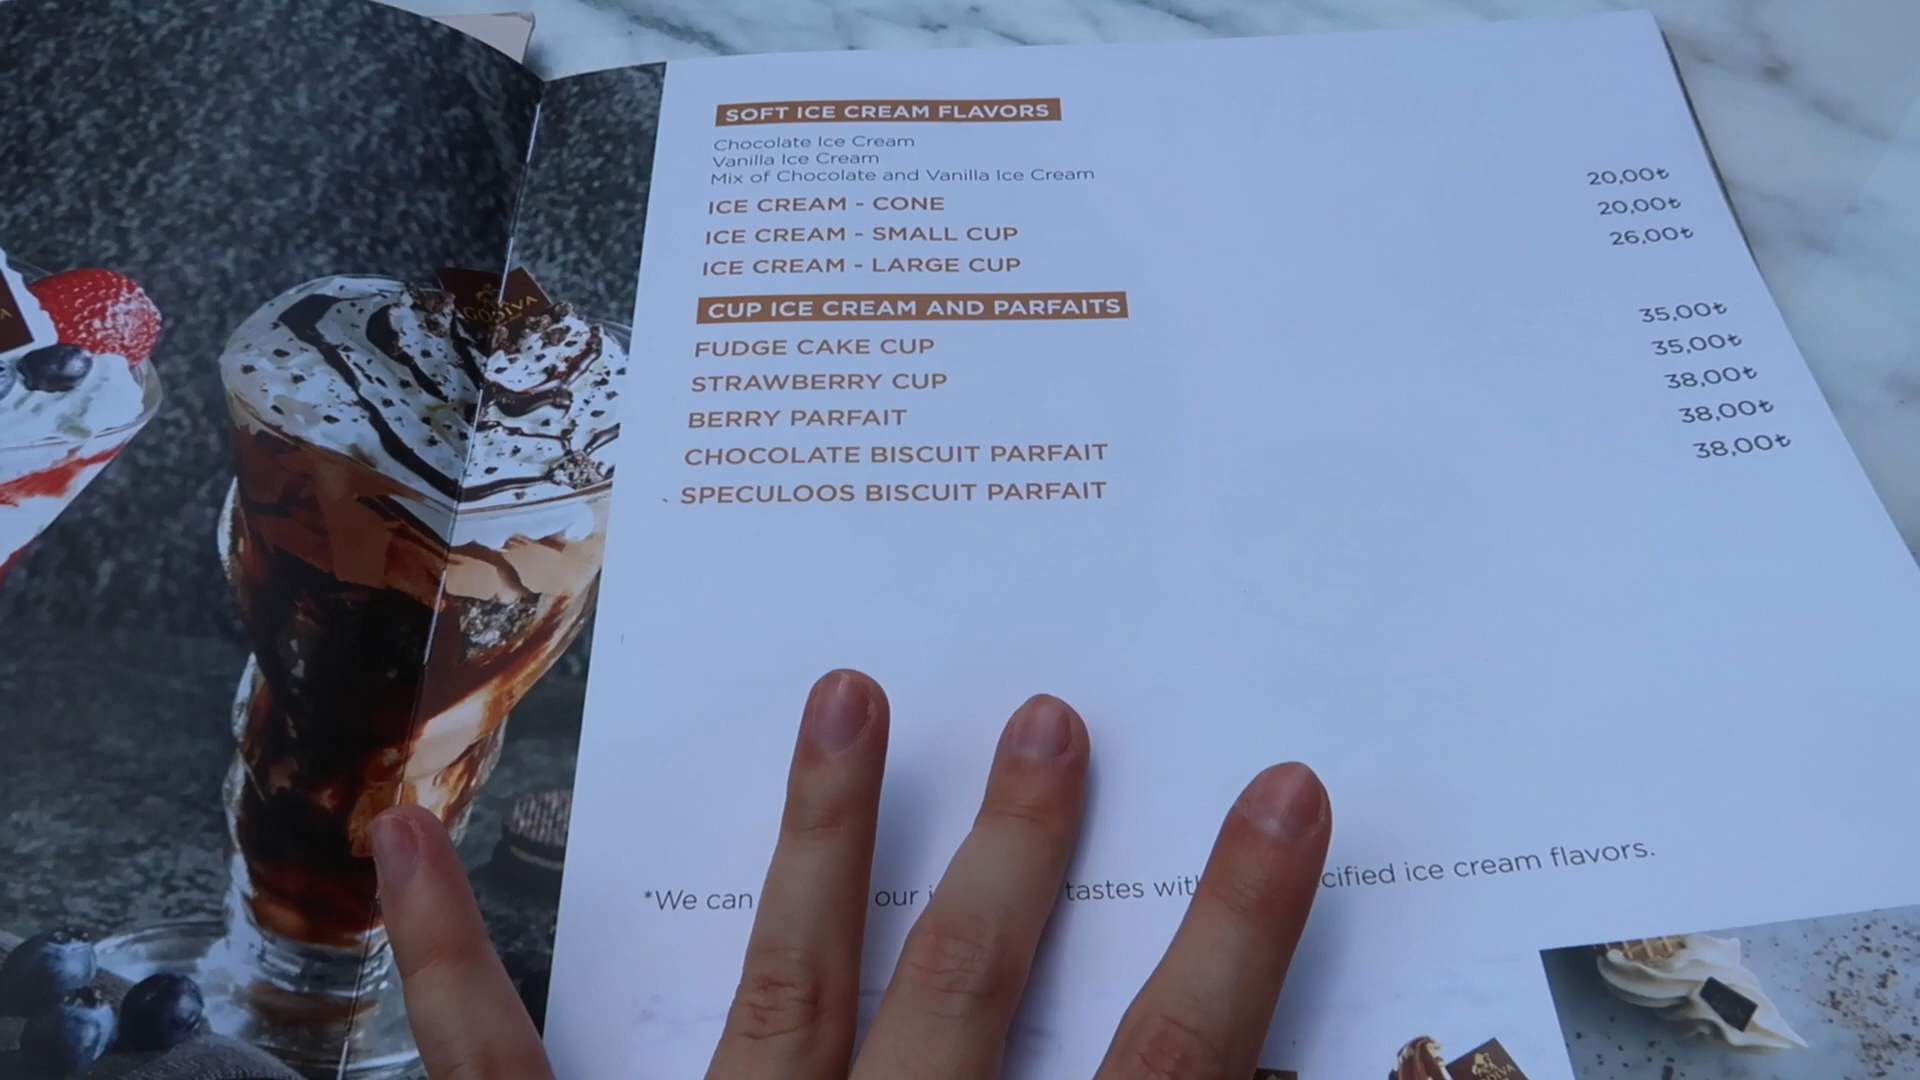 SOFT ICE CREAM FLAVORS
Chocolate Ice Cream
Vanilla Ice Cream
Mix of Chocolate and Vanilla Ice Cream
ICE CREAM - CONE 20,00₺
ICE CREAM - SMALL CUP 20,00₺
ICE CREAM - LARGE CUP 26,00₺
CUP ICE CREAM AND PARFAITS
FUDGE CAKE CUP 35,00₺
STRAWBERRY CUP 35,00₺
BERRY PARFAIT 38,00₺
CHOCOLATE BISCUIT PARFAIT 38,00₺
SPECULOOS BISCUIT PARFAIT 38,00₺
*We can our tastes ice cream flavors.
GODIVA
GODIVA